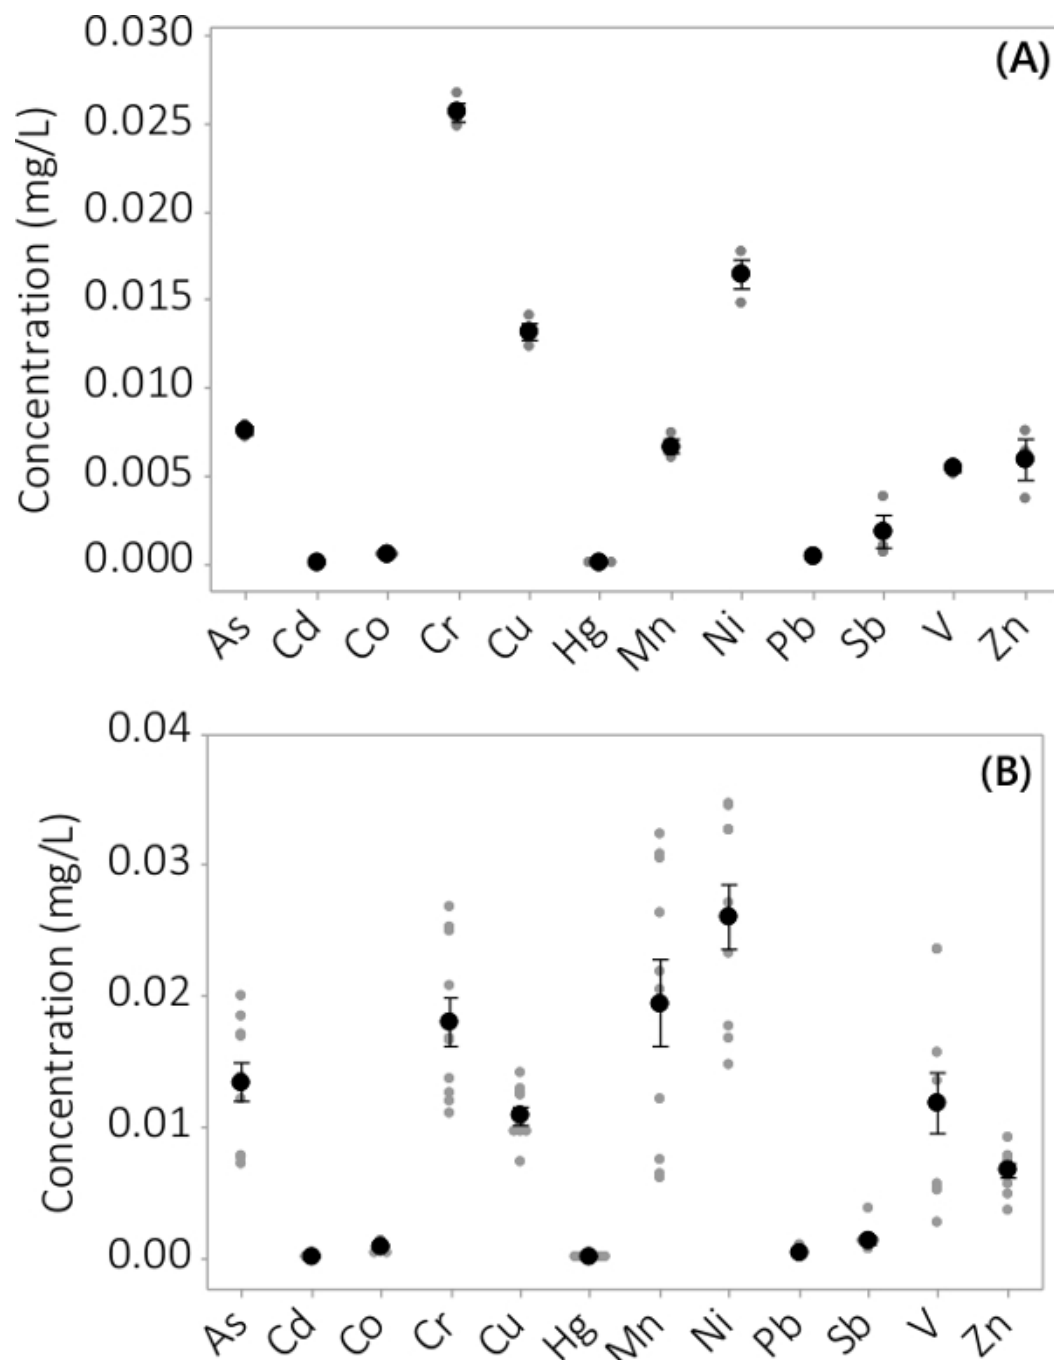 (A)
Concentration (mg/L)
0.030
0.025
0.020
0.015
0.010
0.005
0.000
As Cd Co Cr Cu Hg Mn Ni Pb Sb V Zn
(B)
Concentration (mg/L)
0.04
0.03
0.02
0.01
0.00
As Cd Co Cr Cu Hg Mn Ni Pb Sb V Zn